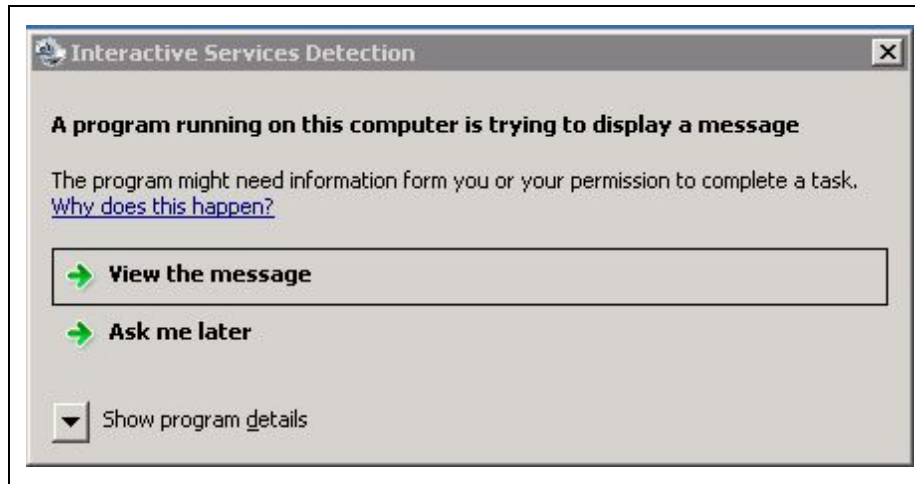 Interactive Services Detection
A program running on this computer is trying to display a message
The program might need information form you or your permission to complete a task.
Why does this happen?
View the message
Ask me later
Show program details